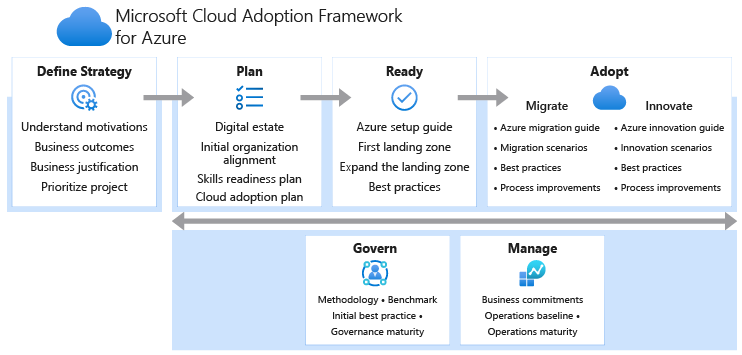 Microsoft Cloud Adoption Framework
for Azure
Define Strategy
Understand motivations
Business outcomes
Business justification
Prioritize project
Plan
Digital estate
Initial organization
alignment
Skills readiness plan
Cloud adoption plan
Ready
Azure setup guide
First landing zone
Expand the landing zone
Best practices
Adopt
Migrate
• Azure migration guide
• Migration scenarios
• Best practices
• Process improvements
Innovate
• Azure innovation guide
• Innovation scenarios
• Best practices
• Process improvements
Govern
Methodology • Benchmark
Initial best practice •
Governance maturity
Manage
Business commitments
Operations baseline •
Operations maturity